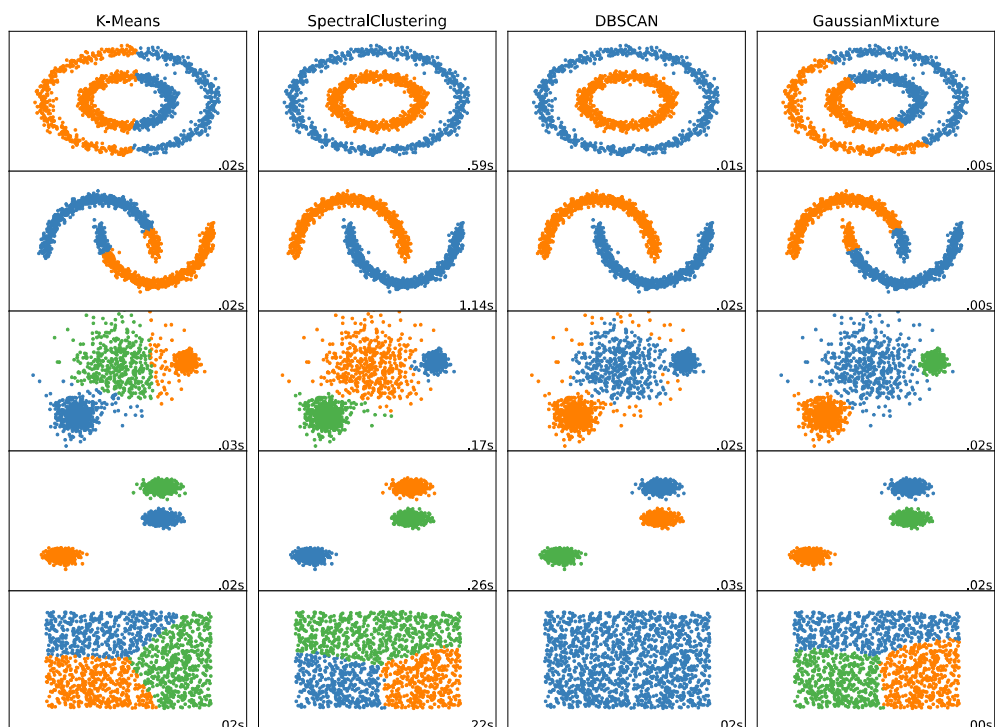 K-Means SpectralClustering DBSCAN GaussianMixture
.02s .59s .01s .00s
.02s 1.14s .02s .00s
.03s .17s .02s .02s
.02s .26s .03s .02s
.02s .22s .02s .00s